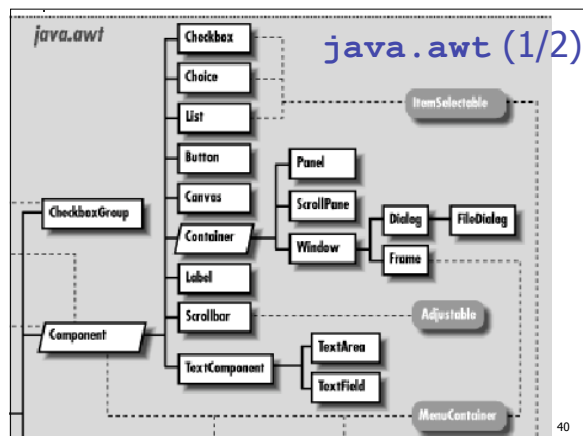 java.awt
java.awt (1/2)
Checkbox
Choice
ItemSelectable
List
Button
Panel
Canvas
ScrollPane
CheckboxGroup
Container
Window
Dialog
FileDialog
Frame
Label
Scrollbar
Adjustable
Component
TextComponent
TextArea
TextField
MenuContainer
40